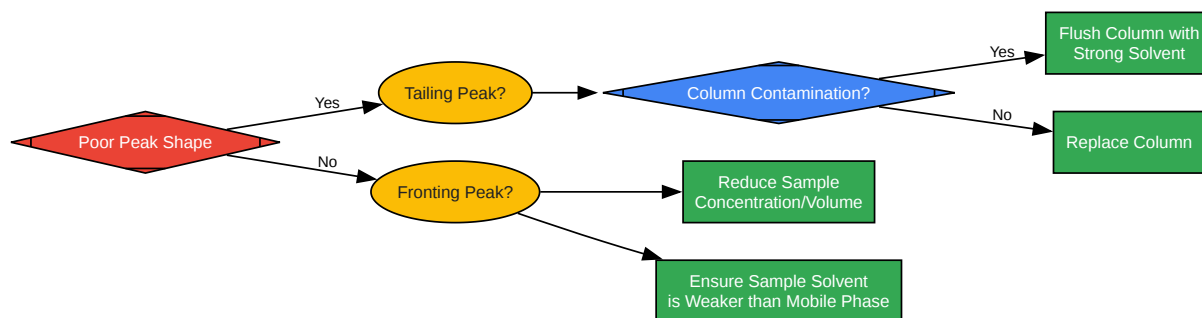 Poor Peak Shape
Yes
No
Tailing Peak?
Fronting Peak?
Column Contamination?
Yes
No
Flush Column with
Strong Solvent
Replace Column
Reduce Sample
Concentration/Volume
Ensure Sample Solvent
is Weaker than Mobile Phase